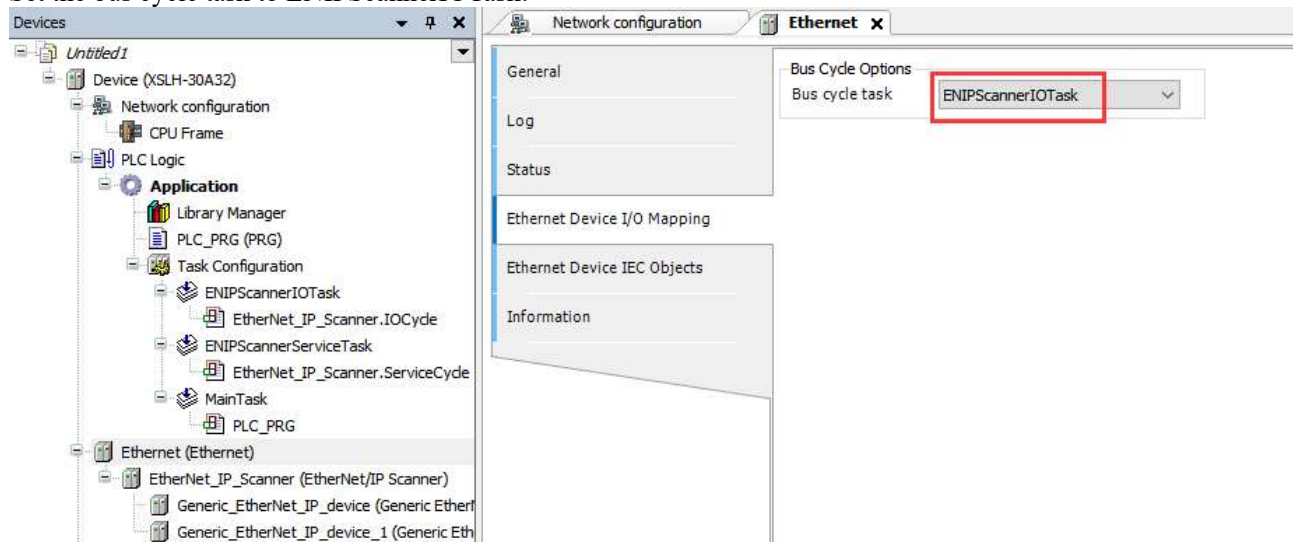 Set the bus cycle task to ENIPScannerIOTask.
Devices
Network configuration
Ethernet
Untitled1
Device (XSLH-30A32)
Network configuration
CPU Frame
PLC Logic
Application
Library Manager
PLC_PRG (PRG)
Task Configuration
ENIPScannerIOTask
EtherNet_IP_Scanner.IOCycle
ENIPScannerServiceTask
EtherNet_IP_Scanner.ServiceCycle
MainTask
PLC_PRG
Ethernet (Ethernet)
EtherNet_IP_Scanner (EtherNet/IP Scanner)
Generic_EtherNet_IP_device (Generic Ether
Generic_EtherNet_IP_device_1 (Generic Eth
General
Log
Status
Ethernet Device I/O Mapping
Ethernet Device IEC Objects
Information
Bus Cycle Options
Bus cycle task ENIPScannerIOTask